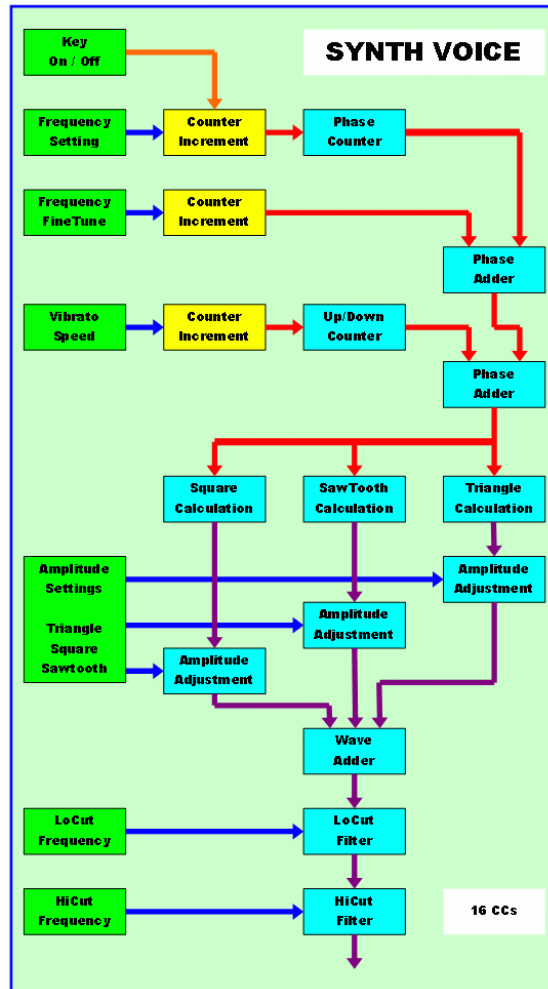 Key
On / Off
SYNTH VOICE
Frequency
Setting
Counter
Increment
Phase
Counter
Frequency
FineTune
Counter
Increment
Phase
Adder
Vibrato
Speed
Counter
Increment
Up/Down
Counter
Phase
Adder
Square
Calculation
SawTooth
Calculation
Triangle
Calculation
Amplitude
Settings
Triangle
Square
Sawtooth
Amplitude
Adjustment
Amplitude
Adjustment
Amplitude
Adjustment
Wave
Adder
LoCut
Frequency
LoCut
Filter
HiCut
Frequency
HiCut
Filter
16 CCs